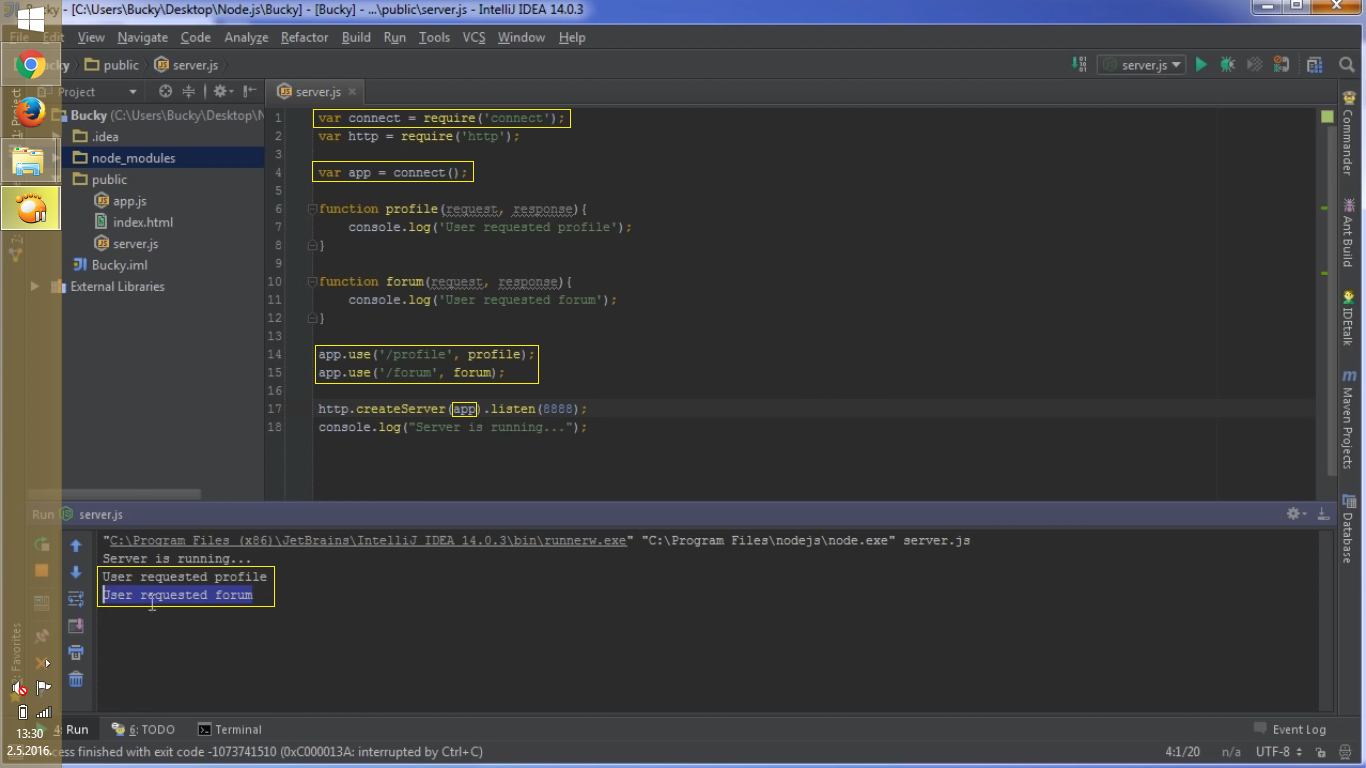 Bucky - [C:\Users\Bucky\Desktop\Node.js\Bucky] - [Bucky] - ...\public\server.js - IntelliJ IDEA 14.0.3
File Edit View Navigate Code Analyze Refactor Build Run Tools VCS Window Help
public server.js
server.js
Project
server.js
Bucky (C:\Users\Bucky\Desktop\N
.idea
node_modules
public
app.js
index.html
server.js
Bucky.iml
External Libraries
1 var connect = require('connect');
2 var http = require('http');
3
4 var app = connect();
5
6 function profile(request, response){
7 console.log('User requested profile');
8 }
9
10 function forum(request, response){
11 console.log('User requested forum');
12 }
13
14 app.use('/profile', profile);
15 app.use('/forum', forum);
16
17 http.createServer(app).listen(8888);
18 console.log("Server is running...");
Commander
Ant Build
IDEtalk
Maven Projects
Database
1: Project
Favorites
Run server.js
"C:\Program Files (x86)\JetBrains\IntelliJ IDEA 14.0.3\bin\runnerw.exe" "C:\Program Files\nodejs\node.exe" server.js
Server is running...
User requested profile
User requested forum
4: Run 6: TODO Terminal Event Log
13:30
2.5.2016.
cess finished with exit code -1073741510 (0xC000013A: interrupted by Ctrl+C) 4:1/20 n/a UTF-8